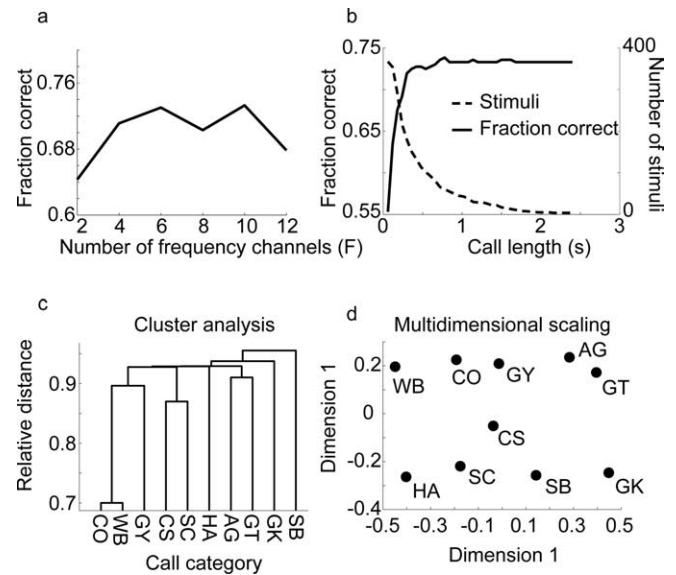 a
Fraction correct
0.76
0.68
0.6
2 4 6 8 10 12
Number of frequency channels (F)
b
Fraction correct
0.75
0.65
0.55
Stimuli
Fraction correct
400
0
Number of stimuli
0 1 2 3
Call length (s)
c
Cluster analysis
Relative distance
0.9
0.8
0.7
CO WB GY CS SC HA AG GT GK SB
Call category
d
Multidimensional scaling
Dimension 1
0.2
0
-0.2
-0.4
WB CO GY AG
GT
CS
HA SC SB GK
-0.5 -0.3 -0.1 0.1 0.3 0.5
Dimension 1